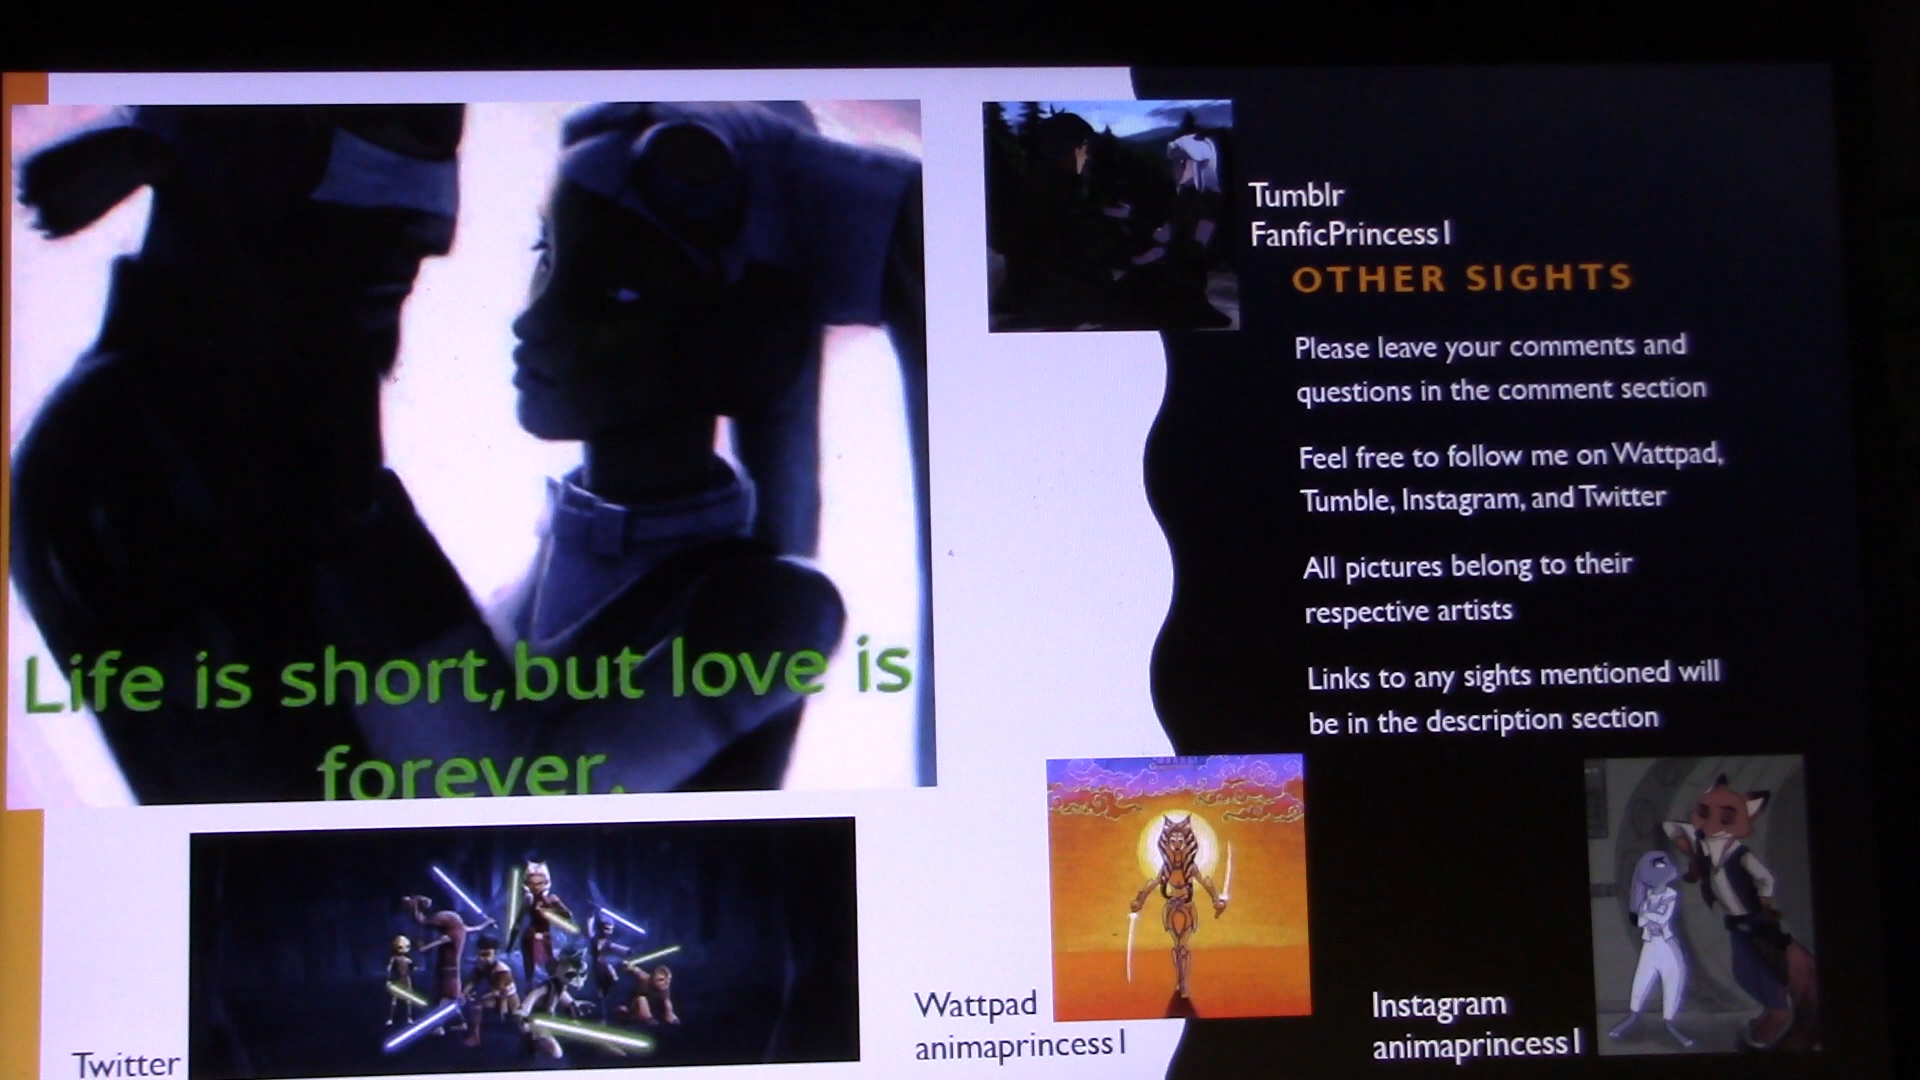 Tumblr
FanficPrincess1
OTHER SIGHTS
Please leave your comments and
questions in the comment section
Feel free to follow me on Wattpad,
Tumble, Instagram, and Twitter
All pictures belong to their
respective artists
Links to any sights mentioned will
be in the description section
Life is short,but love is
forever.
Twitter
Wattpad
animaprincess1
Instagram
animaprincess1